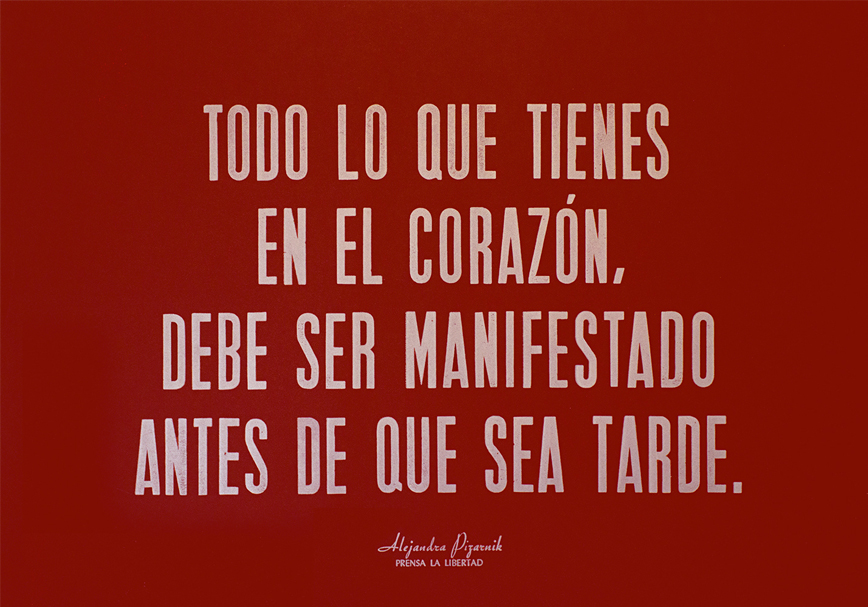 TODO LO QUE TIENES
EN EL CORAZÓN,
DEBE SER MANIFESTADO
ANTES DE QUE SEA TARDE.
Alejandra Pizarnik
PRENSA LA LIBERTAD